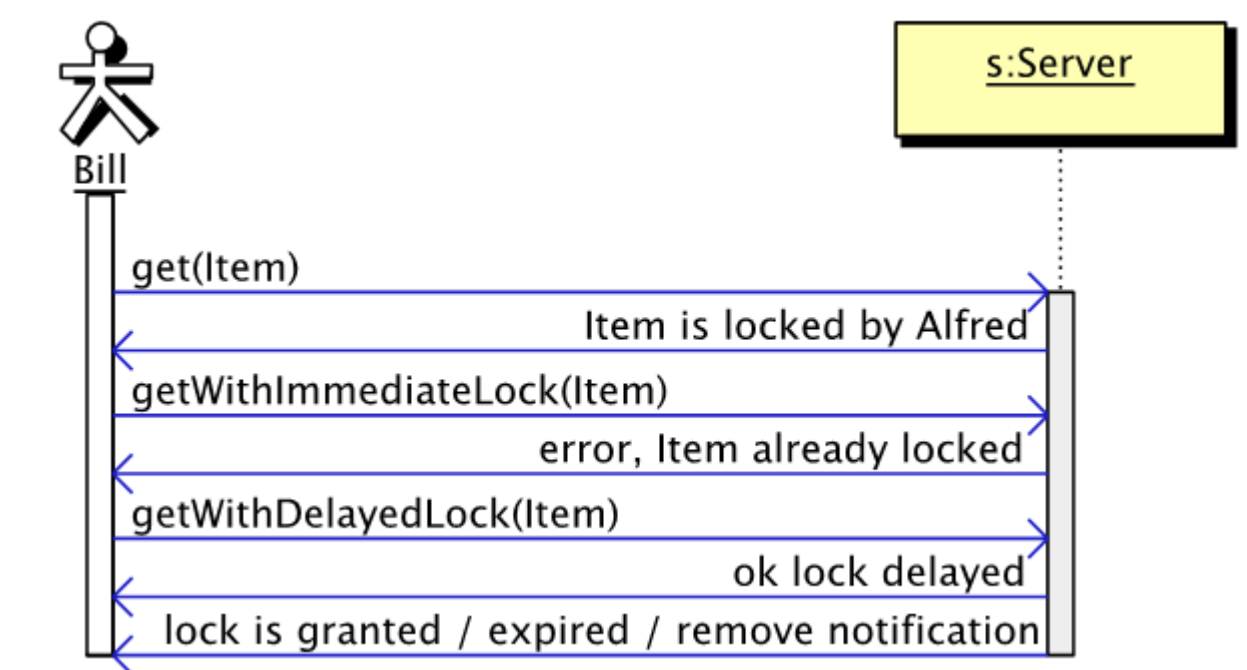 s:Server
Bill
get(Item)
Item is locked by Alfred
getWithImmediateLock(Item)
error, Item already locked
getWithDelayedLock(Item)
ok lock delayed
lock is granted / expired / remove notification